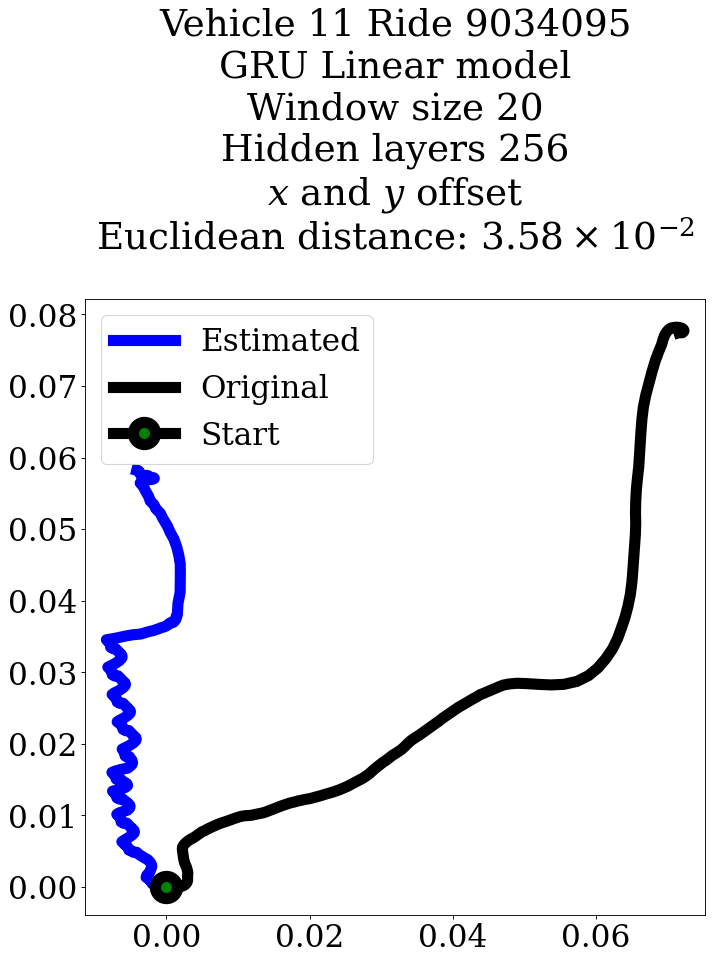 Vehicle 11 Ride 9034095
GRU Linear model
Window size 20
Hidden layers 256
x and y offset
Euclidean distance: 3.58 × 10⁻²
0.08
0.07
0.06
0.05
0.04
0.03
0.02
0.01
0.00
Estimated
Original
Start
0.00 0.02 0.04 0.06